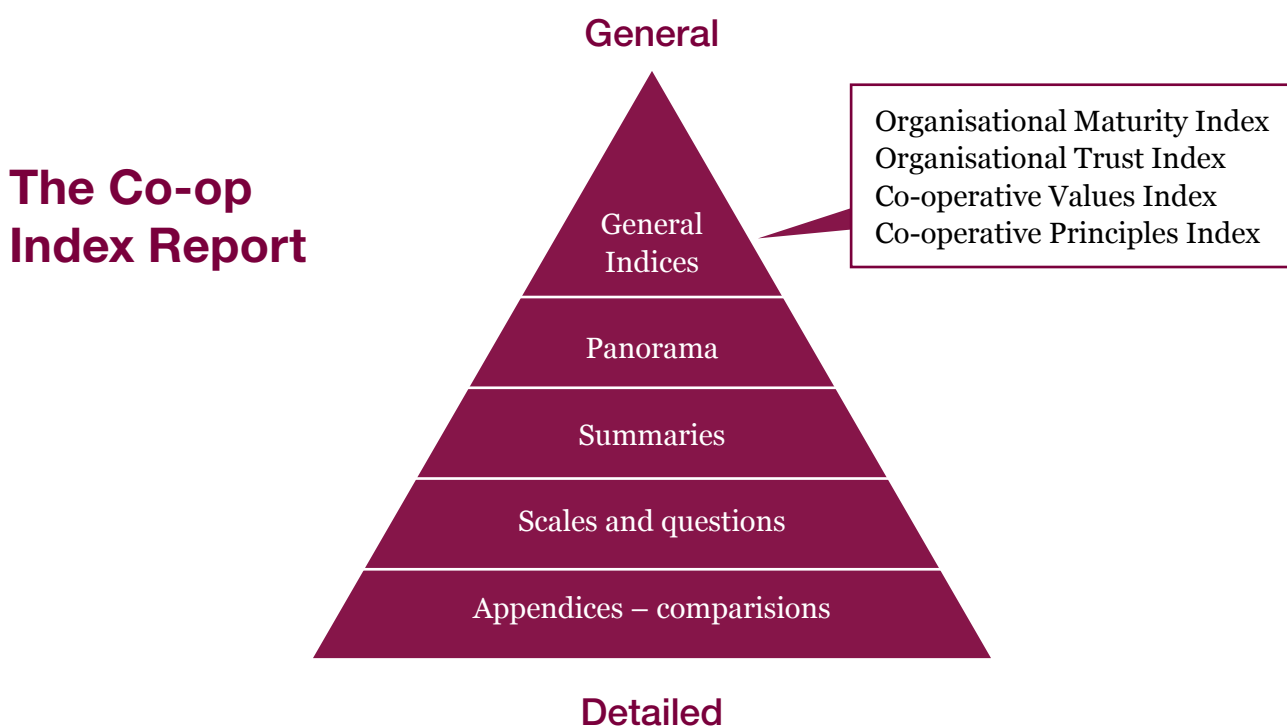 General
The Co-op
Index Report
Organisational Maturity Index
Organisational Trust Index
Co-operative Values Index
Co-operative Principles Index
General
Indices
Panorama
Summaries
Scales and questions
Appendices – comparisions
Detailed